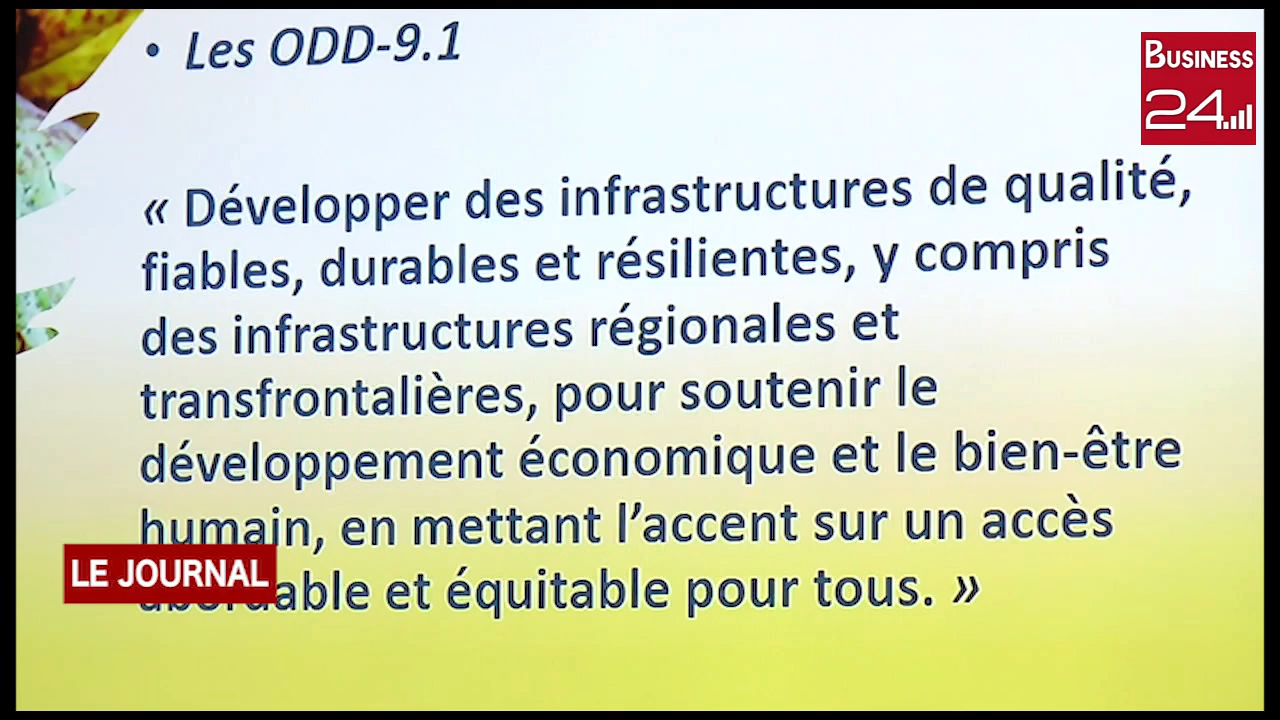 • Les ODD-9.1
BUSINESS
24
« Développer des infrastructures de qualité,
fiables, durables et résilientes, y compris
des infrastructures régionales et
transfrontalières, pour soutenir le
développement économique et le bien-être
humain, en mettant l’accent sur un accès
LE JOURNAL
abordable et équitable pour tous. »